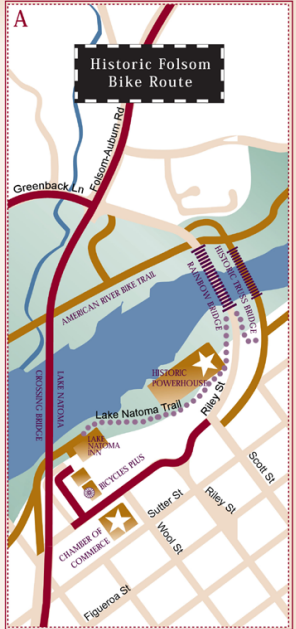 A
Historic Folsom
Bike Route
Folsom-Auburn Rd
Greenback Ln
AMERICAN RIVER BIKE TRAIL
HISTORIC TRUSS BRIDGE
RAINBOW BRIDGE
LAKE NATOMA
CROSSING BRIDGE
HISTORIC
POWERHOUSE
Lake Natoma Trail
Riley St
LAKE
NATOMA
INN
BICYCLES PLUS
Scott St
Sutter St
Riley St
Wool St
CHAMBER OF
COMMERCE
Figueroa St